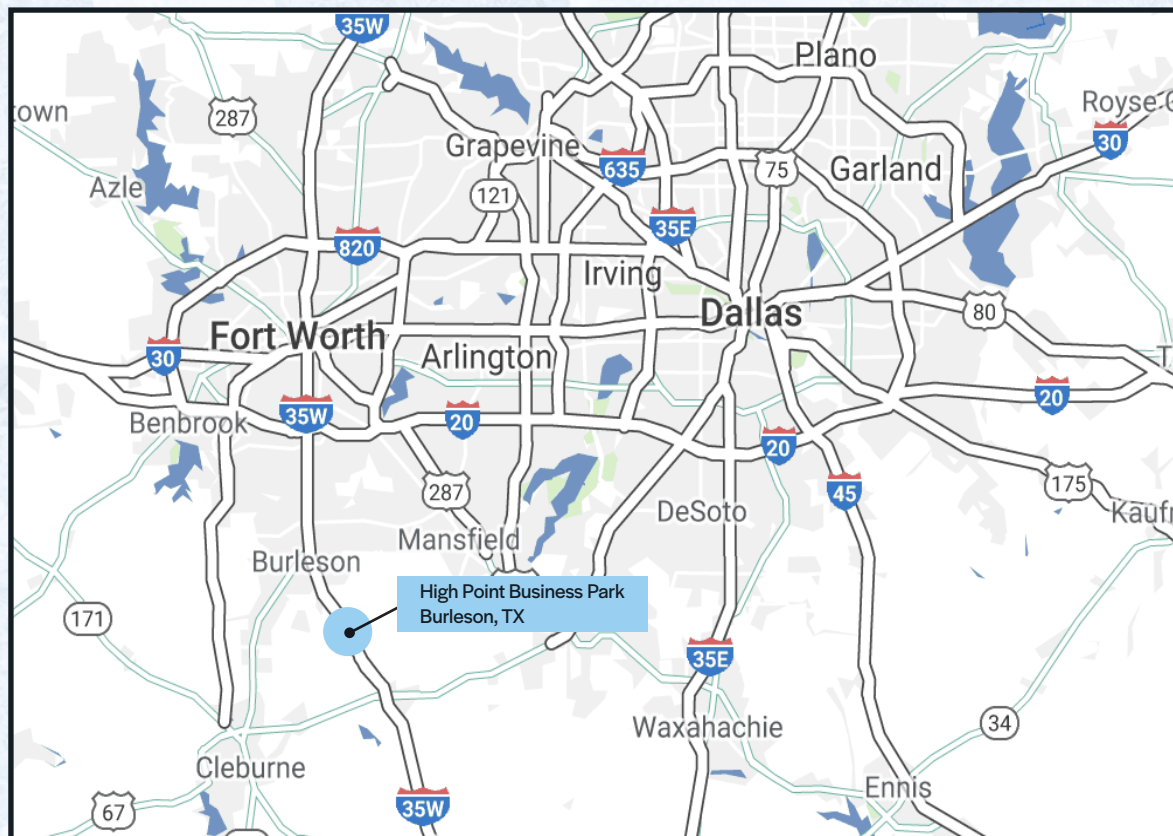 35W
Plano
town
287
Royse
Grapevine
30
635
75
Garland
Azle
121
35E
820
Irving
Dallas
80
Fort Worth
30
Arlington
20
35W
Benbrook
20
20
287
175
45
DeSoto
Kaufm
Mansfield
Burleson
High Point Business Park
Burleson, TX
171
35E
34
Waxahachie
Cleburne
Ennis
67
35W